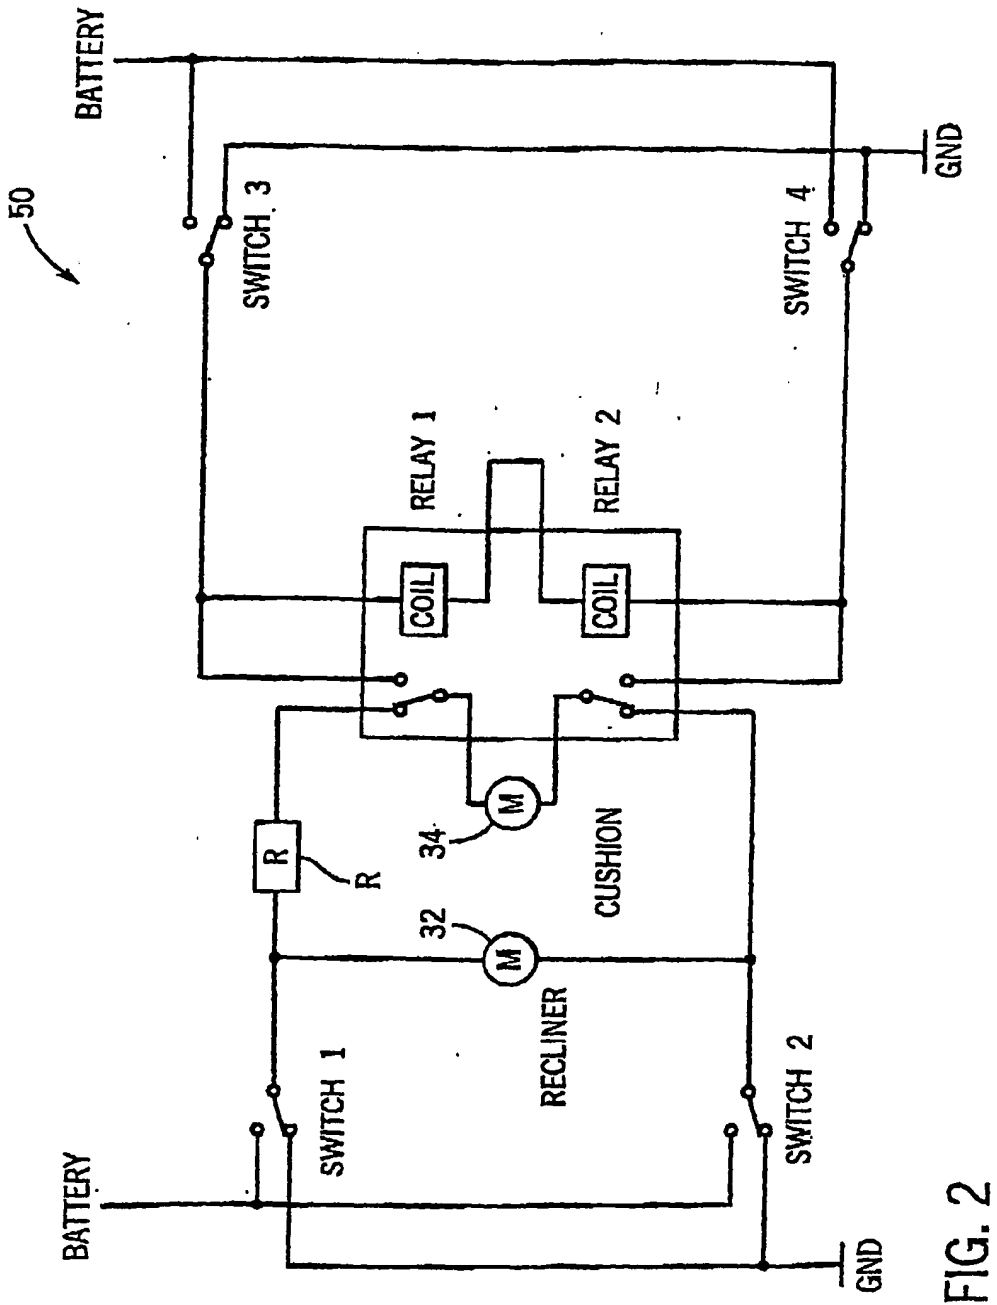 50
BATTERY
BATTERY
SWITCH 1
SWITCH 3
R
R
RECLINER
32
M
34
M
CUSHION
COIL
RELAY 1
COIL
RELAY 2
SWITCH 2
SWITCH 4
GND
GND
FIG. 2